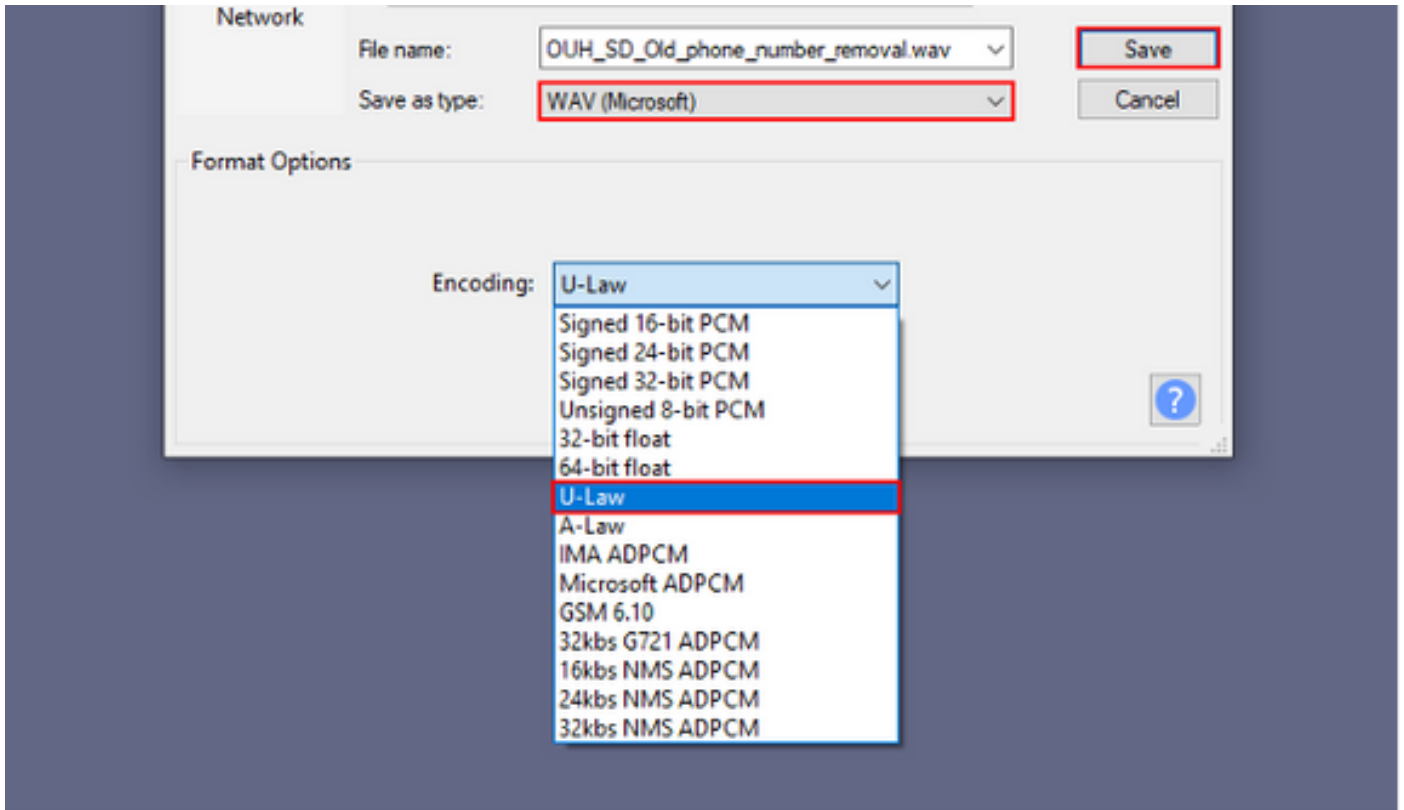 Network
File name: OUH_SD_Old_phone_number_removal.wav Save
Save as type: WAV (Microsoft) Cancel
Format Options
Encoding: U-Law
Signed 16-bit PCM
Signed 24-bit PCM
Signed 32-bit PCM
Unsigned 8-bit PCM
32-bit float
64-bit float
U-Law
A-Law
IMA ADPCM
Microsoft ADPCM
GSM 6.10
32kbs G721 ADPCM
16kbs NMS ADPCM
24kbs NMS ADPCM
32kbs NMS ADPCM
?